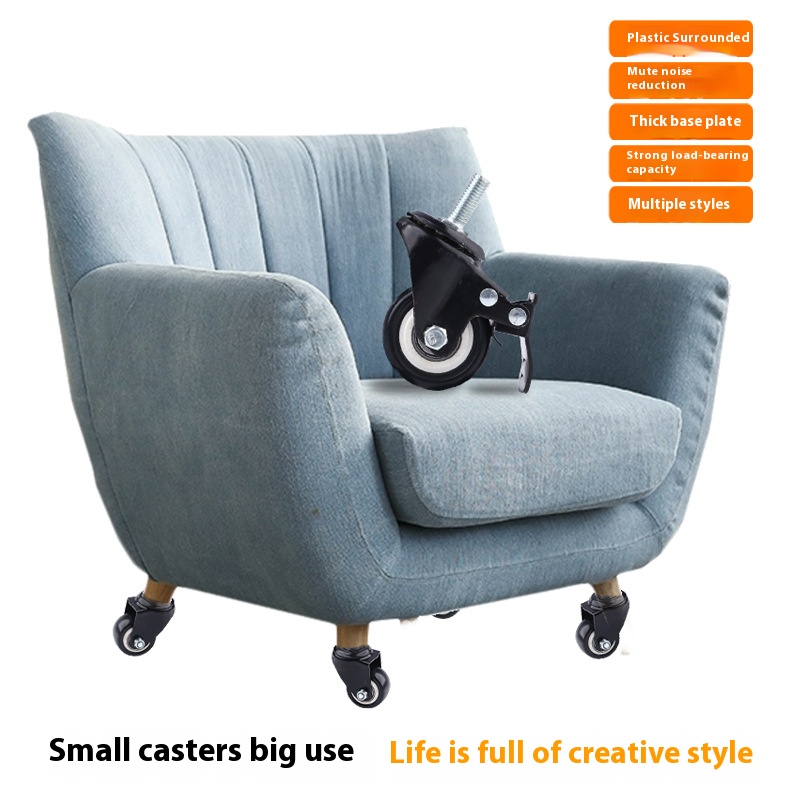 Plastic Surrounded
Mute noise
reduction
Thick base plate
Strong load-bearing
capacity
Multiple styles
Small casters big use
Life is full of creative style